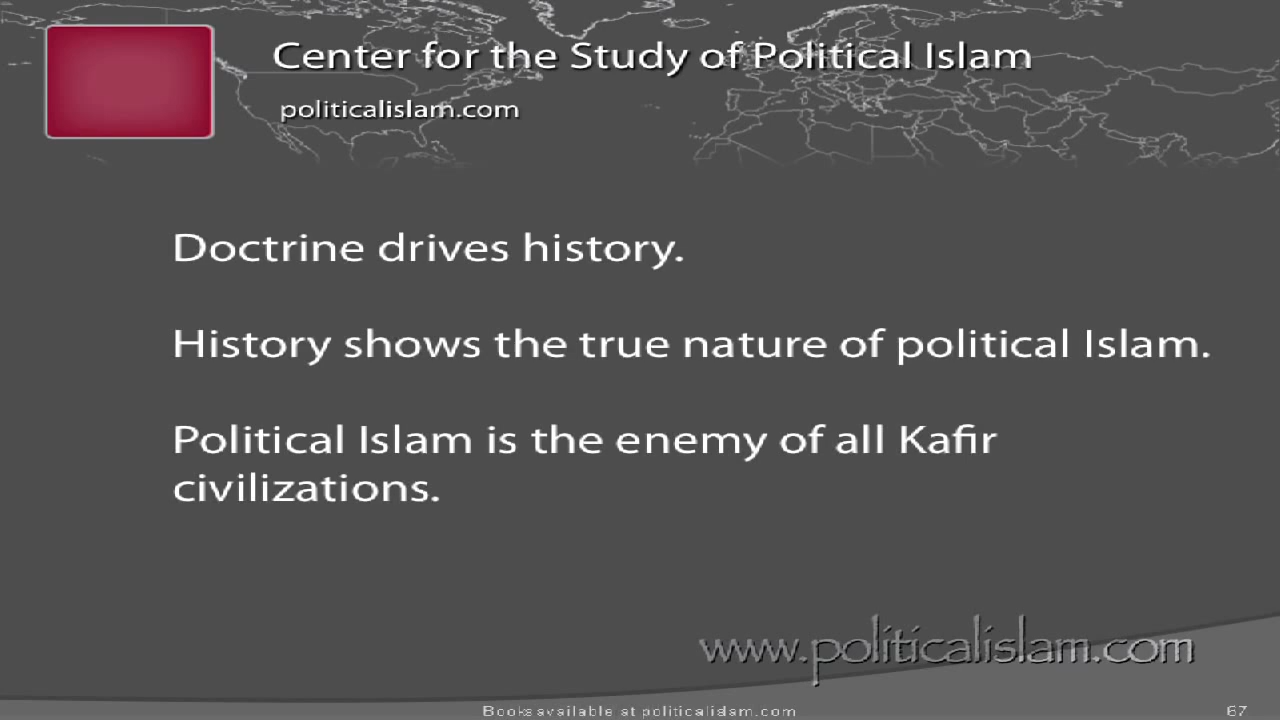 Center for the Study of Political Islam
politicalislam.com
Doctrine drives history.
History shows the true nature of political Islam.
Political Islam is the enemy of all Kafir
civilizations.
www.politicalislam.com
Books available at politicalislam.com
67